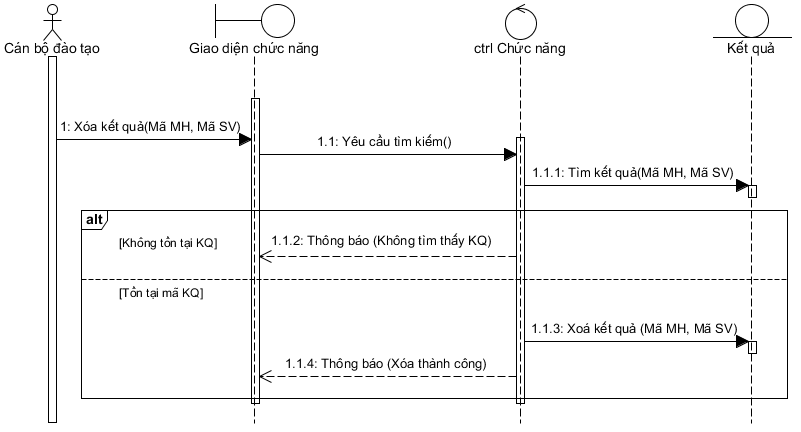 Cán bộ đào tạo
Giao diện chức năng
ctrl Chức năng
Kết quả
1: Xóa kết quả(Mã MH, Mã SV)
1.1: Yêu cầu tìm kiếm()
1.1.1: Tìm kết quả(Mã MH, Mã SV)
alt
[Không tồn tại KQ]
1.1.2: Thông báo (Không tìm thấy KQ)
[Tồn tại mã KQ]
1.1.3: Xoá kết quả (Mã MH, Mã SV)
1.1.4: Thông báo (Xóa thành công)